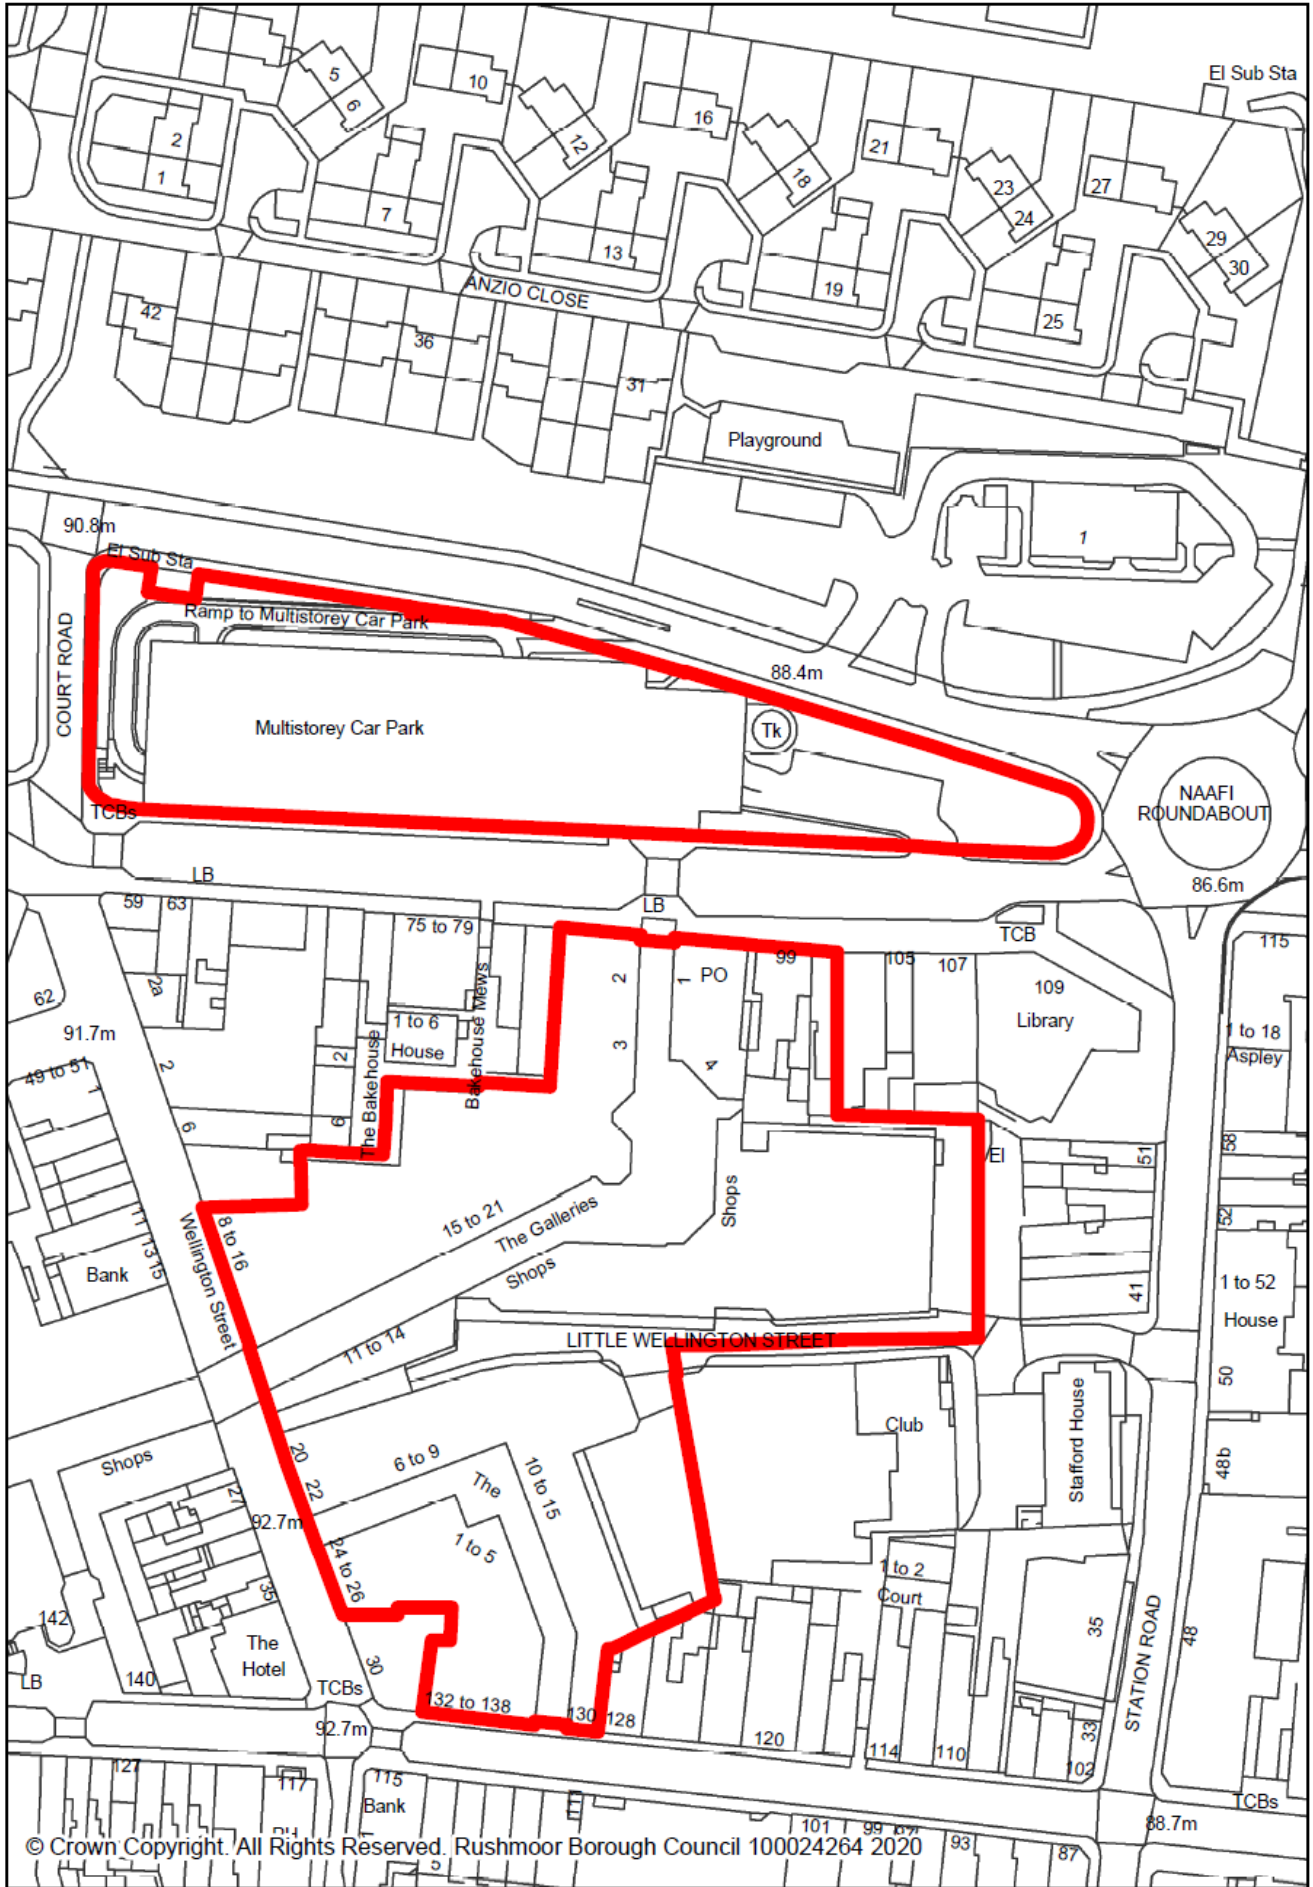 El Sub Sta
5
6
10
2
1
12
16
18
21
23
24
27
29
30
7
13
19
25
ANZIO CLOSE
42
36
31
Playground
1
90.8m
El Sub Sta
Ramp to Multistorey Car Park
COURT ROAD
88.4m
Multistorey Car Park
Tk
NAAFI
ROUNDABOUT
TCBs
86.6m
LB
LB
59
63
75 to 79
TCB
115
99
105
107
PO
1
2
3
4
109
Library
62
2a
91.7m
1 to 6
House
The Bakehouse
Bakehouse Mews
2
6
1 to 18
Aspley
49 to 51
1
2
6
El
51
58
52
41
1 to 52
House
50
11
13
15
Bank
Wellington Street
8 to 16
15 to 21
The Galleries
Shops
Shops
11 to 14
LITTLE WELLINGTON STREET
Shops
27
92.7m
20
22
24 to 26
6 to 9
The
10 to 15
1 to 5
Club
Stafford House
48b
1 to 2
Court
35
35
142
140
The
Hotel
LB
TCBs
30
132 to 138
130
128
120
114
110
102
33
STATION ROAD
48
92.7m
127
117
115
Bank
111
TCBs
88.7m
101
99
93
87
5
© Crown Copyright. All Rights Reserved. Rushmoor Borough Council 100024264 2020